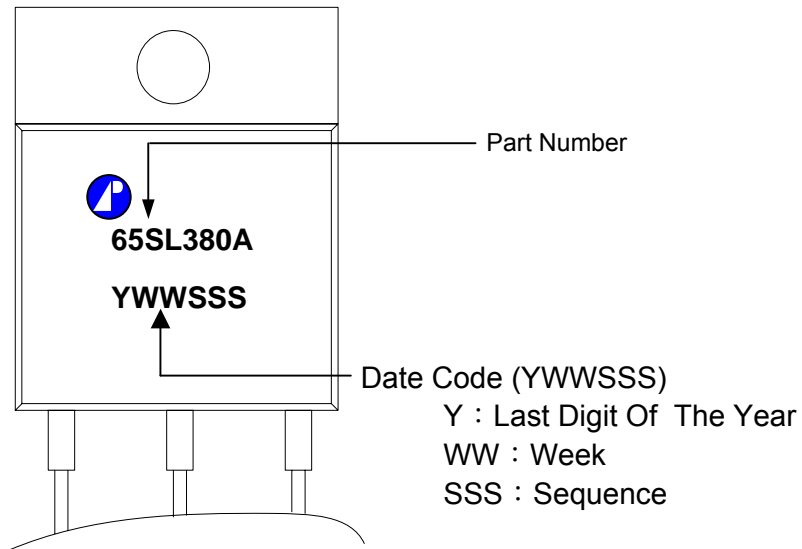 Part Number
65SL380A
YWWSSS
Date Code (YWWSSS)
Y：Last Digit Of The Year
WW：Week
SSS：Sequence